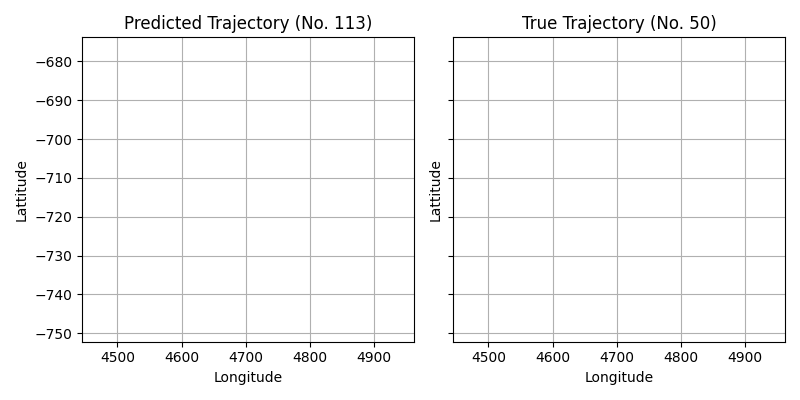 Predicted Trajectory (No. 113)
True Trajectory (No. 50)
−680
−690
−700
−710
−720
−730
−740
−750
Lattitude
Lattitude
4500 4600 4700 4800 4900
4500 4600 4700 4800 4900
Longitude
Longitude